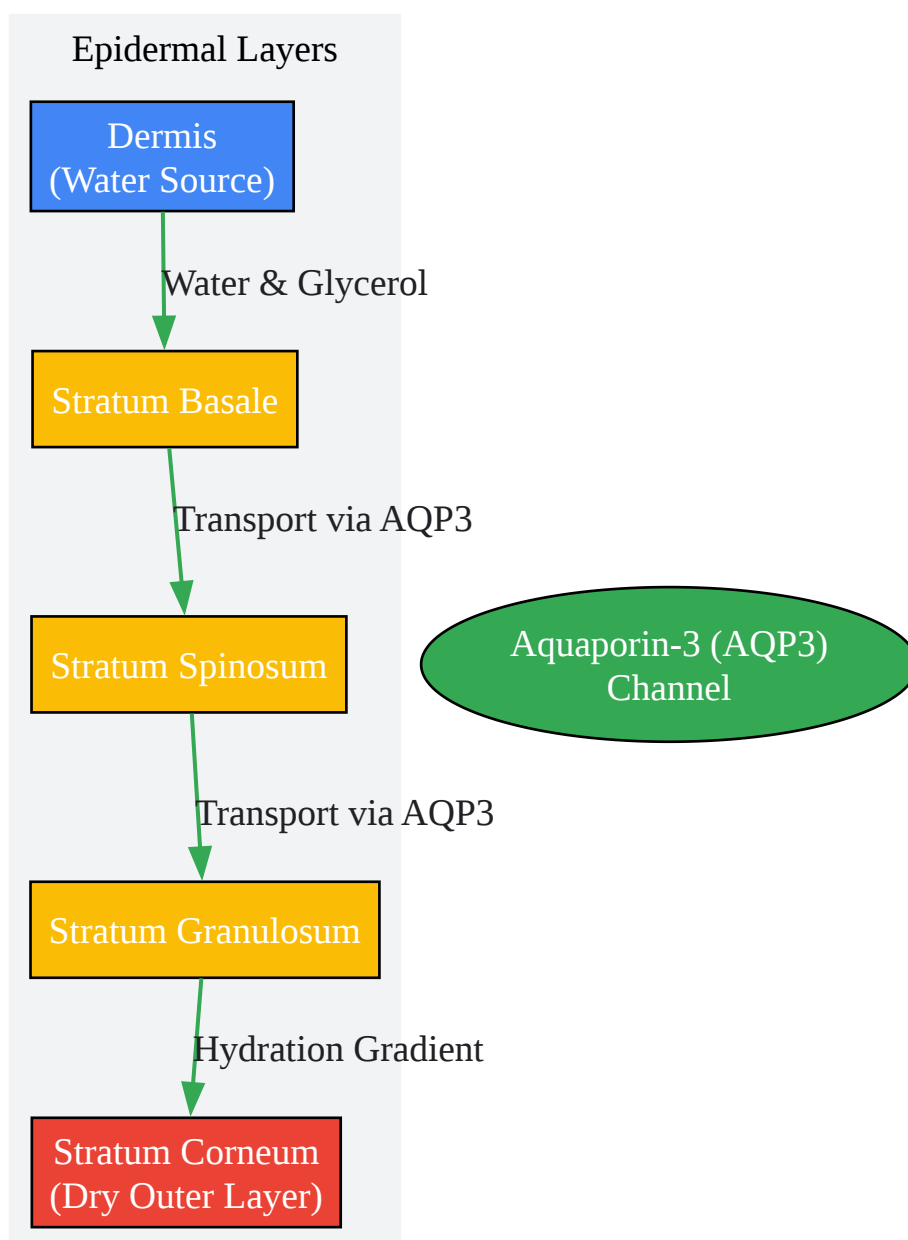 Epidermal Layers
Dermis
(Water Source)
Water & Glycerol
Stratum Basale
Transport via AQP3
Stratum Spinosum
Aquaporin-3 (AQP3)
Channel
Transport via AQP3
Stratum Granulosum
Hydration Gradient
Stratum Corneum
(Dry Outer Layer)